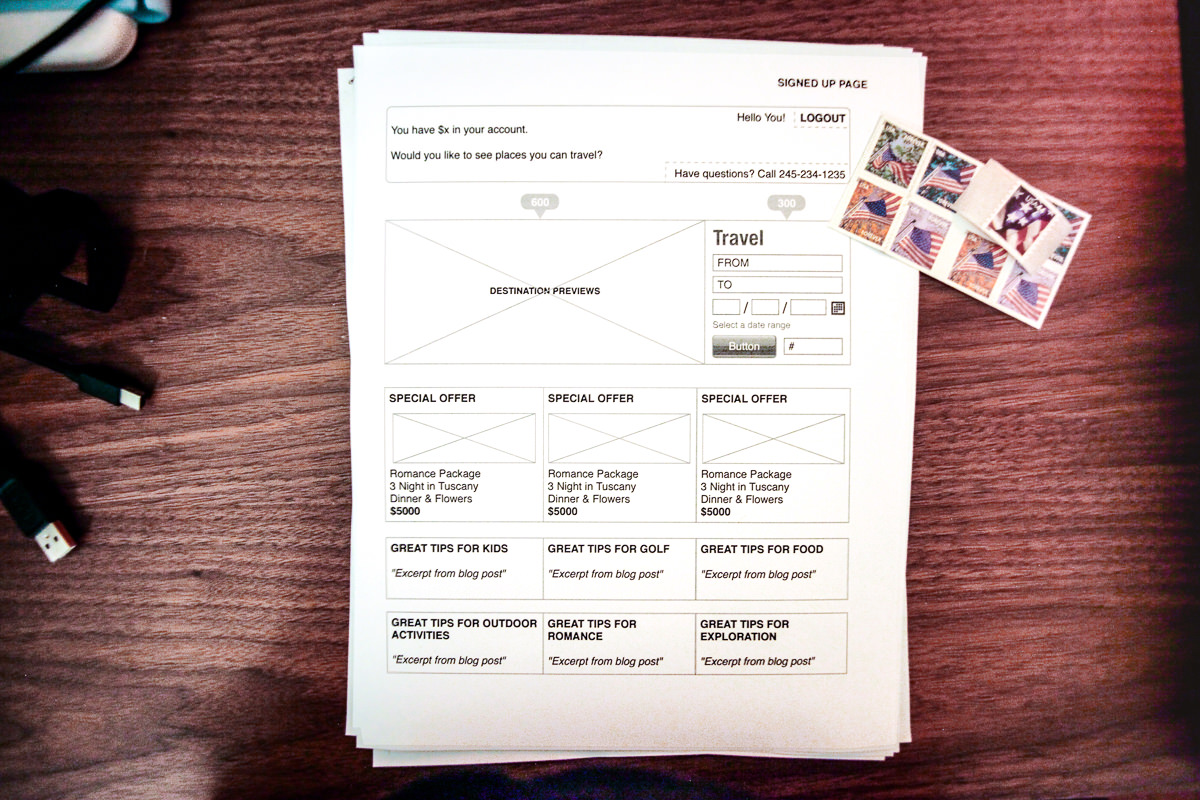 SIGNED UP PAGE
Hello You! LOGOUT
You have $x in your account.
Would you like to see places you can travel?
Have questions? Call 245-234-1235
600
300
DESTINATION PREVIEWS
Travel
FROM
TO
/ /
Select a date range
Button #
SPECIAL OFFER
Romance Package
3 Night in Tuscany
Dinner & Flowers
$5000
SPECIAL OFFER
Romance Package
3 Night in Tuscany
Dinner & Flowers
$5000
SPECIAL OFFER
Romance Package
3 Night in Tuscany
Dinner & Flowers
$5000
GREAT TIPS FOR KIDS
"Excerpt from blog post"
GREAT TIPS FOR GOLF
"Excerpt from blog post"
GREAT TIPS FOR FOOD
"Excerpt from blog post"
GREAT TIPS FOR OUTDOOR
ACTIVITIES
"Excerpt from blog post"
GREAT TIPS FOR
ROMANCE
"Excerpt from blog post"
GREAT TIPS FOR
EXPLORATION
"Excerpt from blog post"